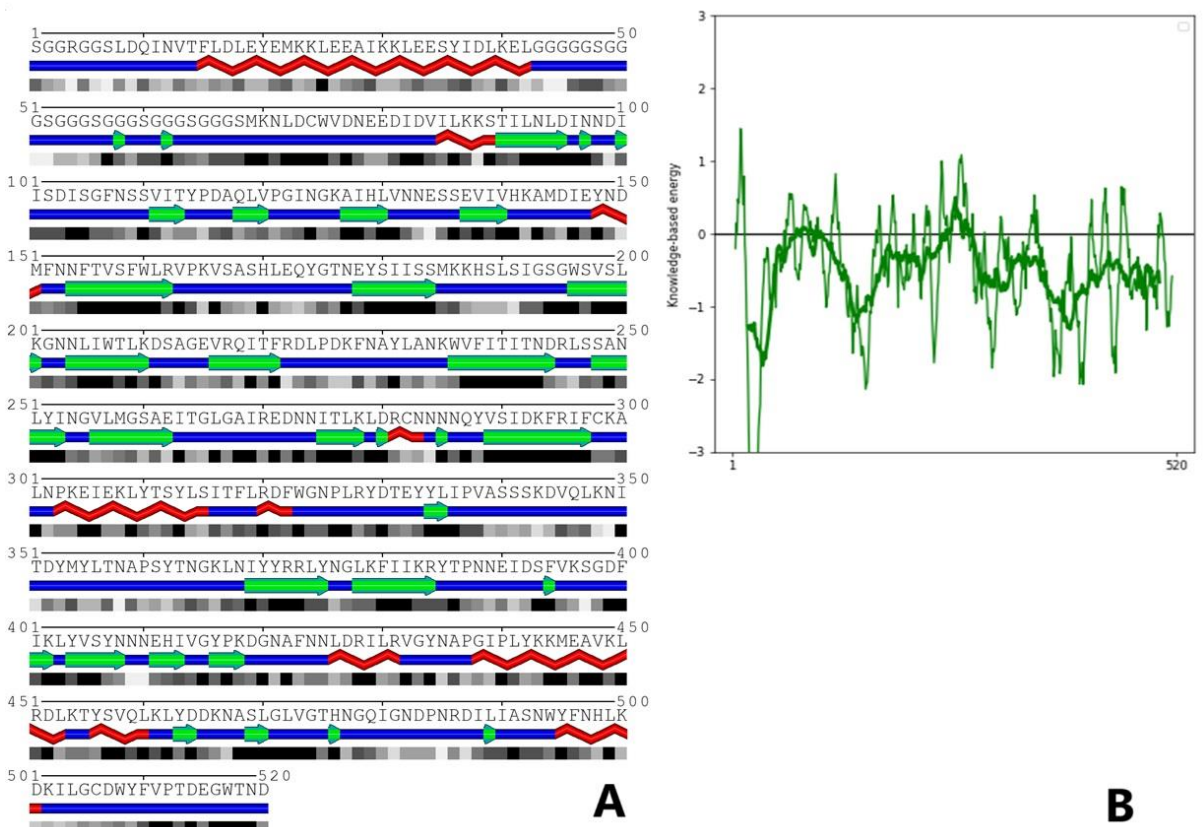 1 50
SGGRGGSLDQINVTFLDLEYEMKKLEEAIKKLEESYIDLKELGGGGGSGG
51 100
GSGGGSGGGSGGGSGGGSMKNLDCWVDNEEDIDVILKKSTILNLDINNDI
101 150
ISDISGFNSSVITYPDAQLVPGINGKAIHLVNNESSEVIVHKAMDIEYND
151 200
MFNNFTVSFWLRVPKVSASHLEQYGTNEYSIISSMKKHSLSIGSGWSVSL
201 250
KGNNLIWTLKDSAGEVRQITFRDLPDKFNAYLANKWVFITITNDRLSSAN
251 300
LYINGVLMGSAEITGLGAIREDNNITLKLDRCNNNNQYVSIDKFRIFCKA
301 350
LNPKEIEKLYTSYLSITFLRDFWGNPLRYDTEYYLIPVASSSKDVQLKNI
351 400
TDYMYLTNAPSYTNGKLNIYYRRLYNGLKFIIKRYTPNNEIDSFVKSGDF
401 450
IKLYVSYNNNEHIVGYPKDGNAFNNLDRILRVGYNAPGIPLYKKMEAVKL
451 500
RDLKTYSVQLKLYDDKNASLGLVGTHNGQIGNDPNRDILIASNWYFNHLK
501 520
DKILGCDWYFVPTDEGWTND
A
Knowledge-based energy
3
2
1
0
−1
−2
−3
1 520
B